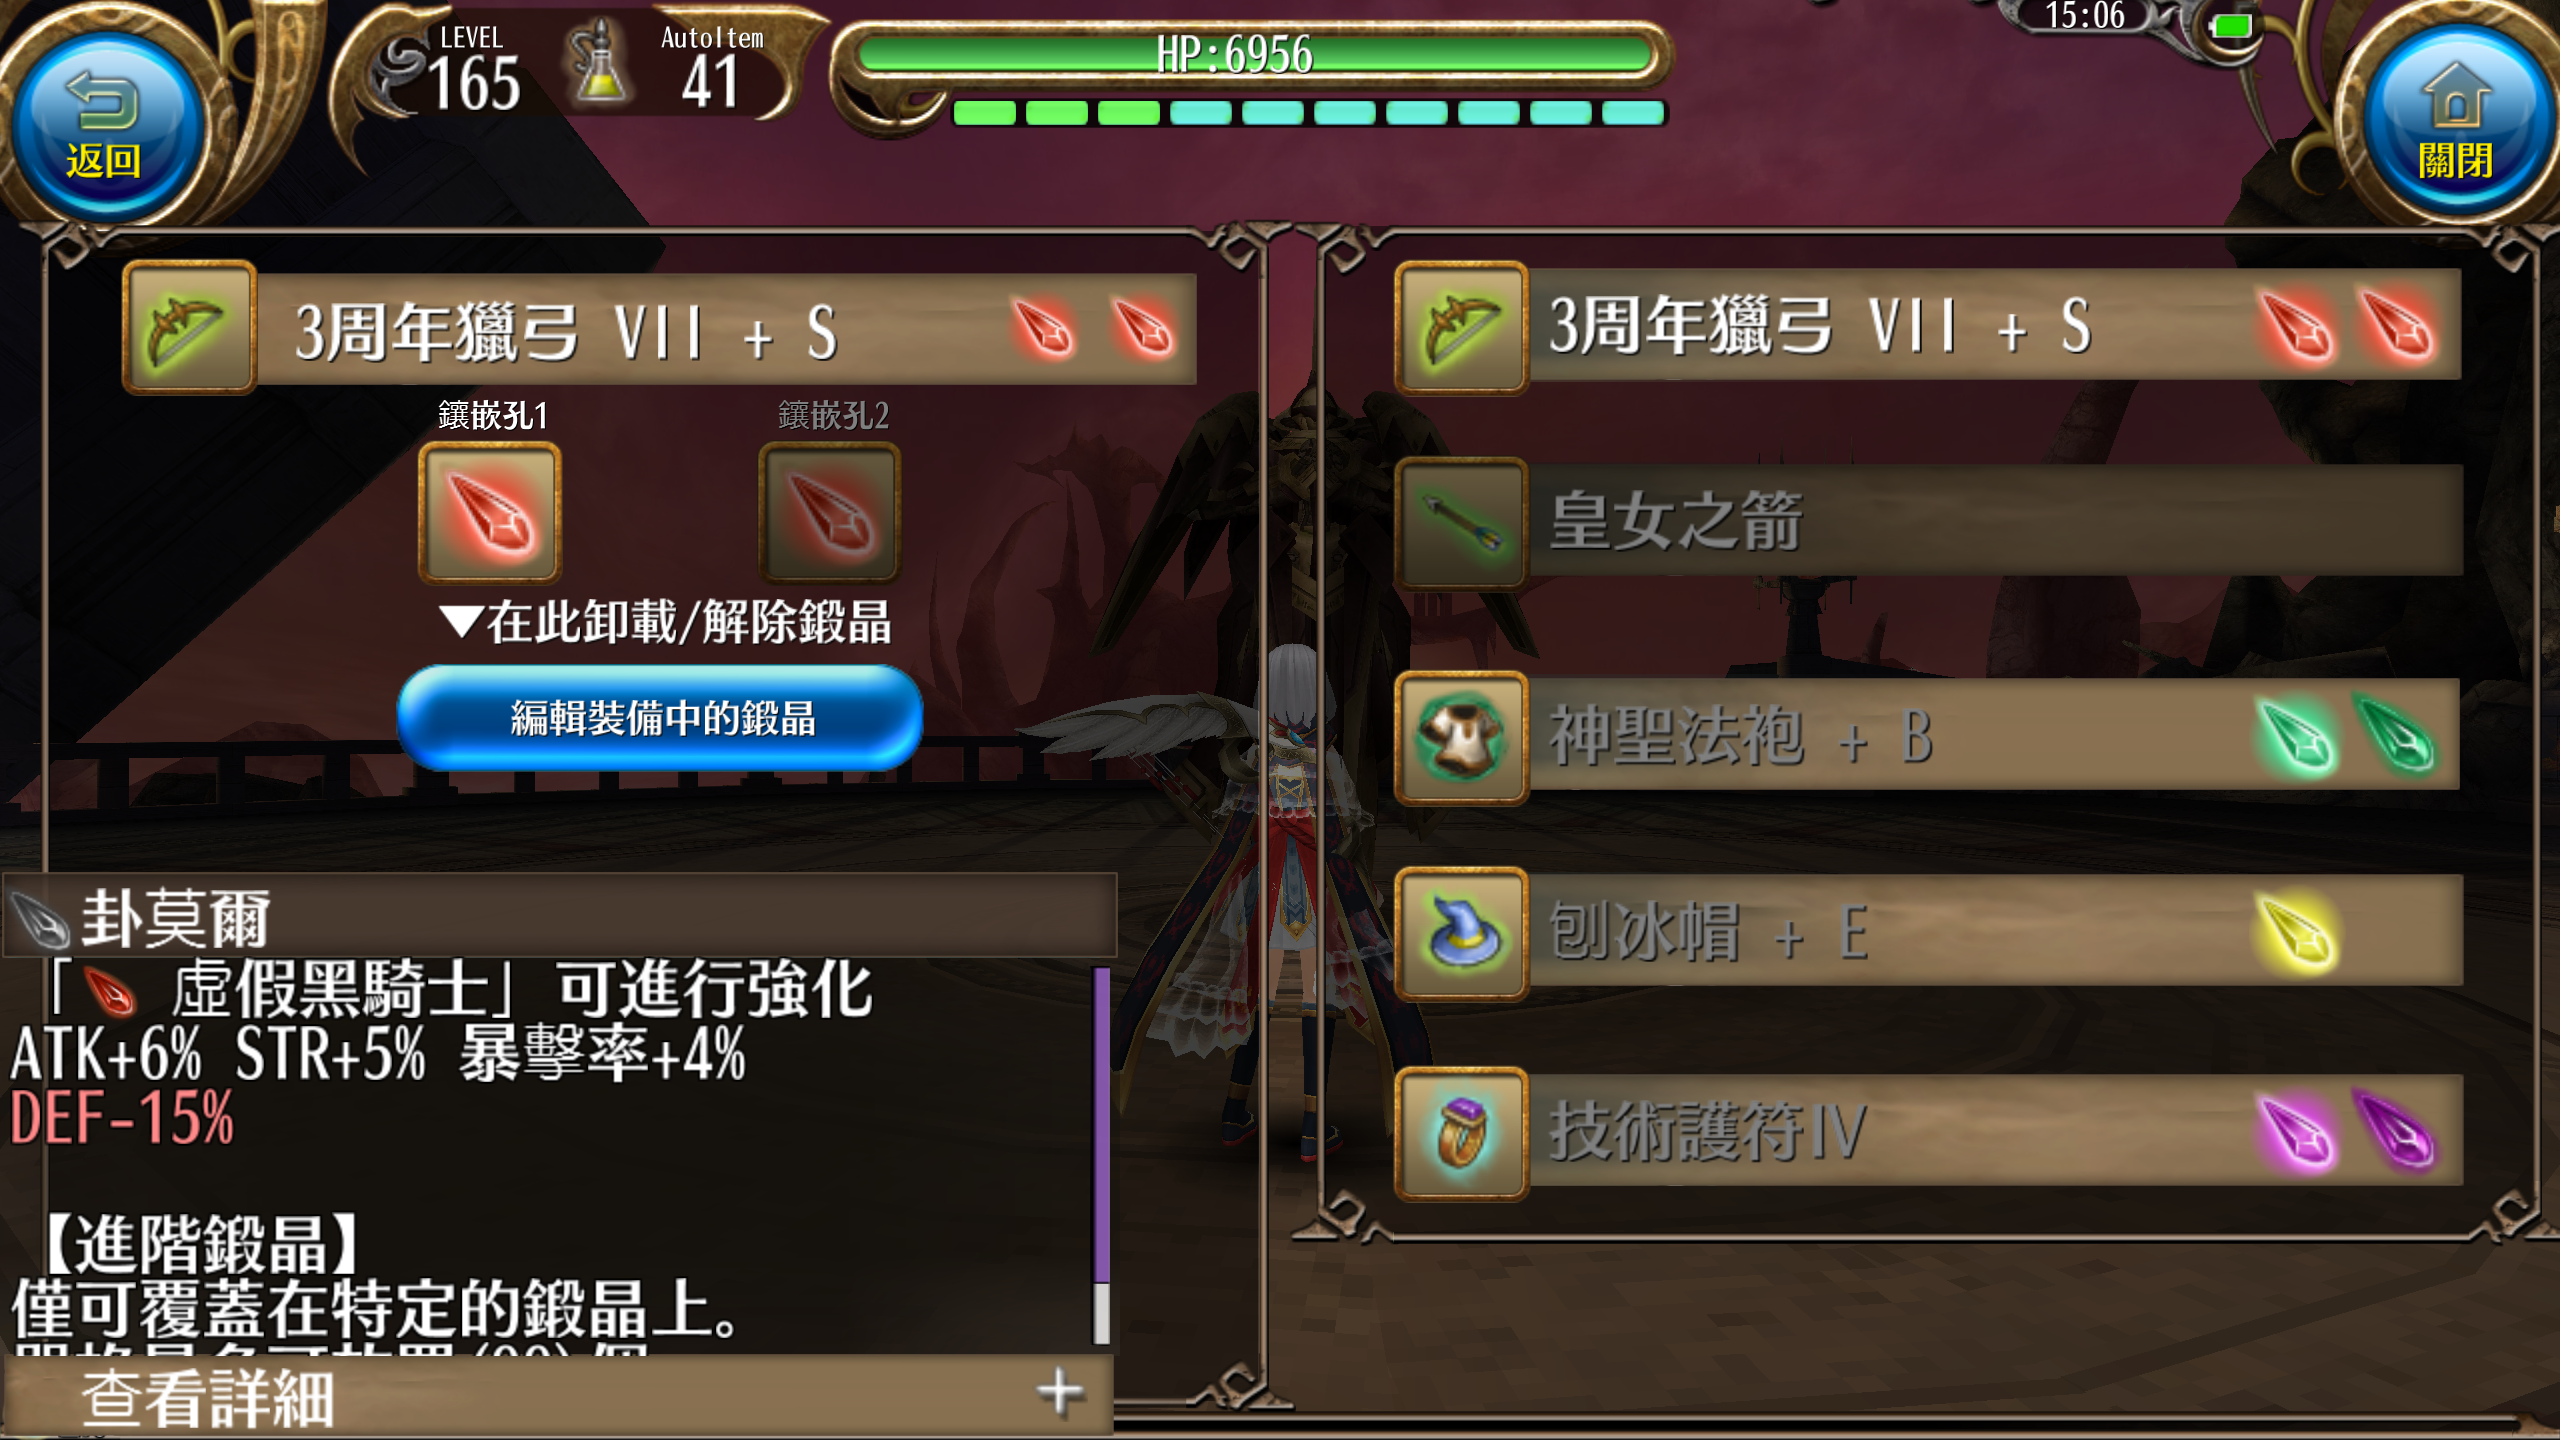 返回
LEVEL
165
AutoItem
41
HP:6956
15:06
關閉
3周年獵弓 VII + S
鑲嵌孔1
鑲嵌孔2
▼在此卸載/解除鍛晶
編輯裝備中的鍛晶
卦莫爾
「 虛假黑騎士」可進行強化
ATK+6% STR+5% 暴擊率+4%
DEF-15%
【進階鍛晶】
僅可覆蓋在特定的鍛晶上。
查看詳細
3周年獵弓 VII + S
皇女之箭
神聖法袍 + B
刨冰帽 + E
技術護符IV